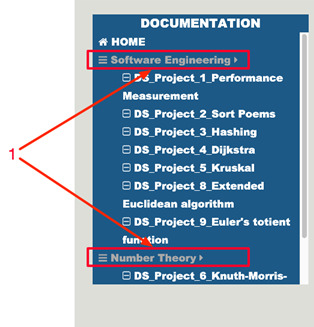 DOCUMENTATION
HOME
Software Engineering
DS_Project_1_Performance
Measurement
DS_Project_2_Sort Poems
DS_Project_3_Hashing
DS_Project_4_Dijkstra
1
DS_Project_5_Kruskal
DS_Project_8_Extended
Euclidean algorithm
DS_Project_9_Euler's totient
function
Number Theory
DS_Project_6_Knuth-Morris-